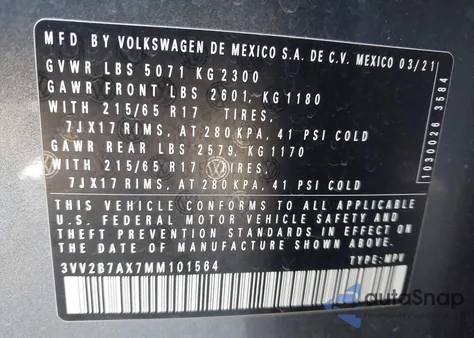 MFD BY VOLKSWAGEN DE MEXICO S.A. DE C.V. MEXICO 03/21
GVWR LBS 5071 KG 2300
GAWR FRONT LBS 2601, KG 1180
WITH 215/65 R17 TIRES,
7JX17 RIMS, AT 280 KPA, 41 PSI COLD
GAWR REAR LBS 2579, KG 1170
WITH 215/65 R17 TIRES,
7JX17 RIMS, AT 280 KPA, 41 PSI COLD
THIS VEHICLE CONFORMS TO ALL APPLICABLE
U.S. FEDERAL MOTOR VEHICLE SAFETY AND
THEFT PREVENTION STANDARDS IN EFFECT ON
THE DATE OF MANUFACTURE SHOWN ABOVE.
3VV2B7AX7MM101564 TYPE: MPV
1030026 3584
autoSnap